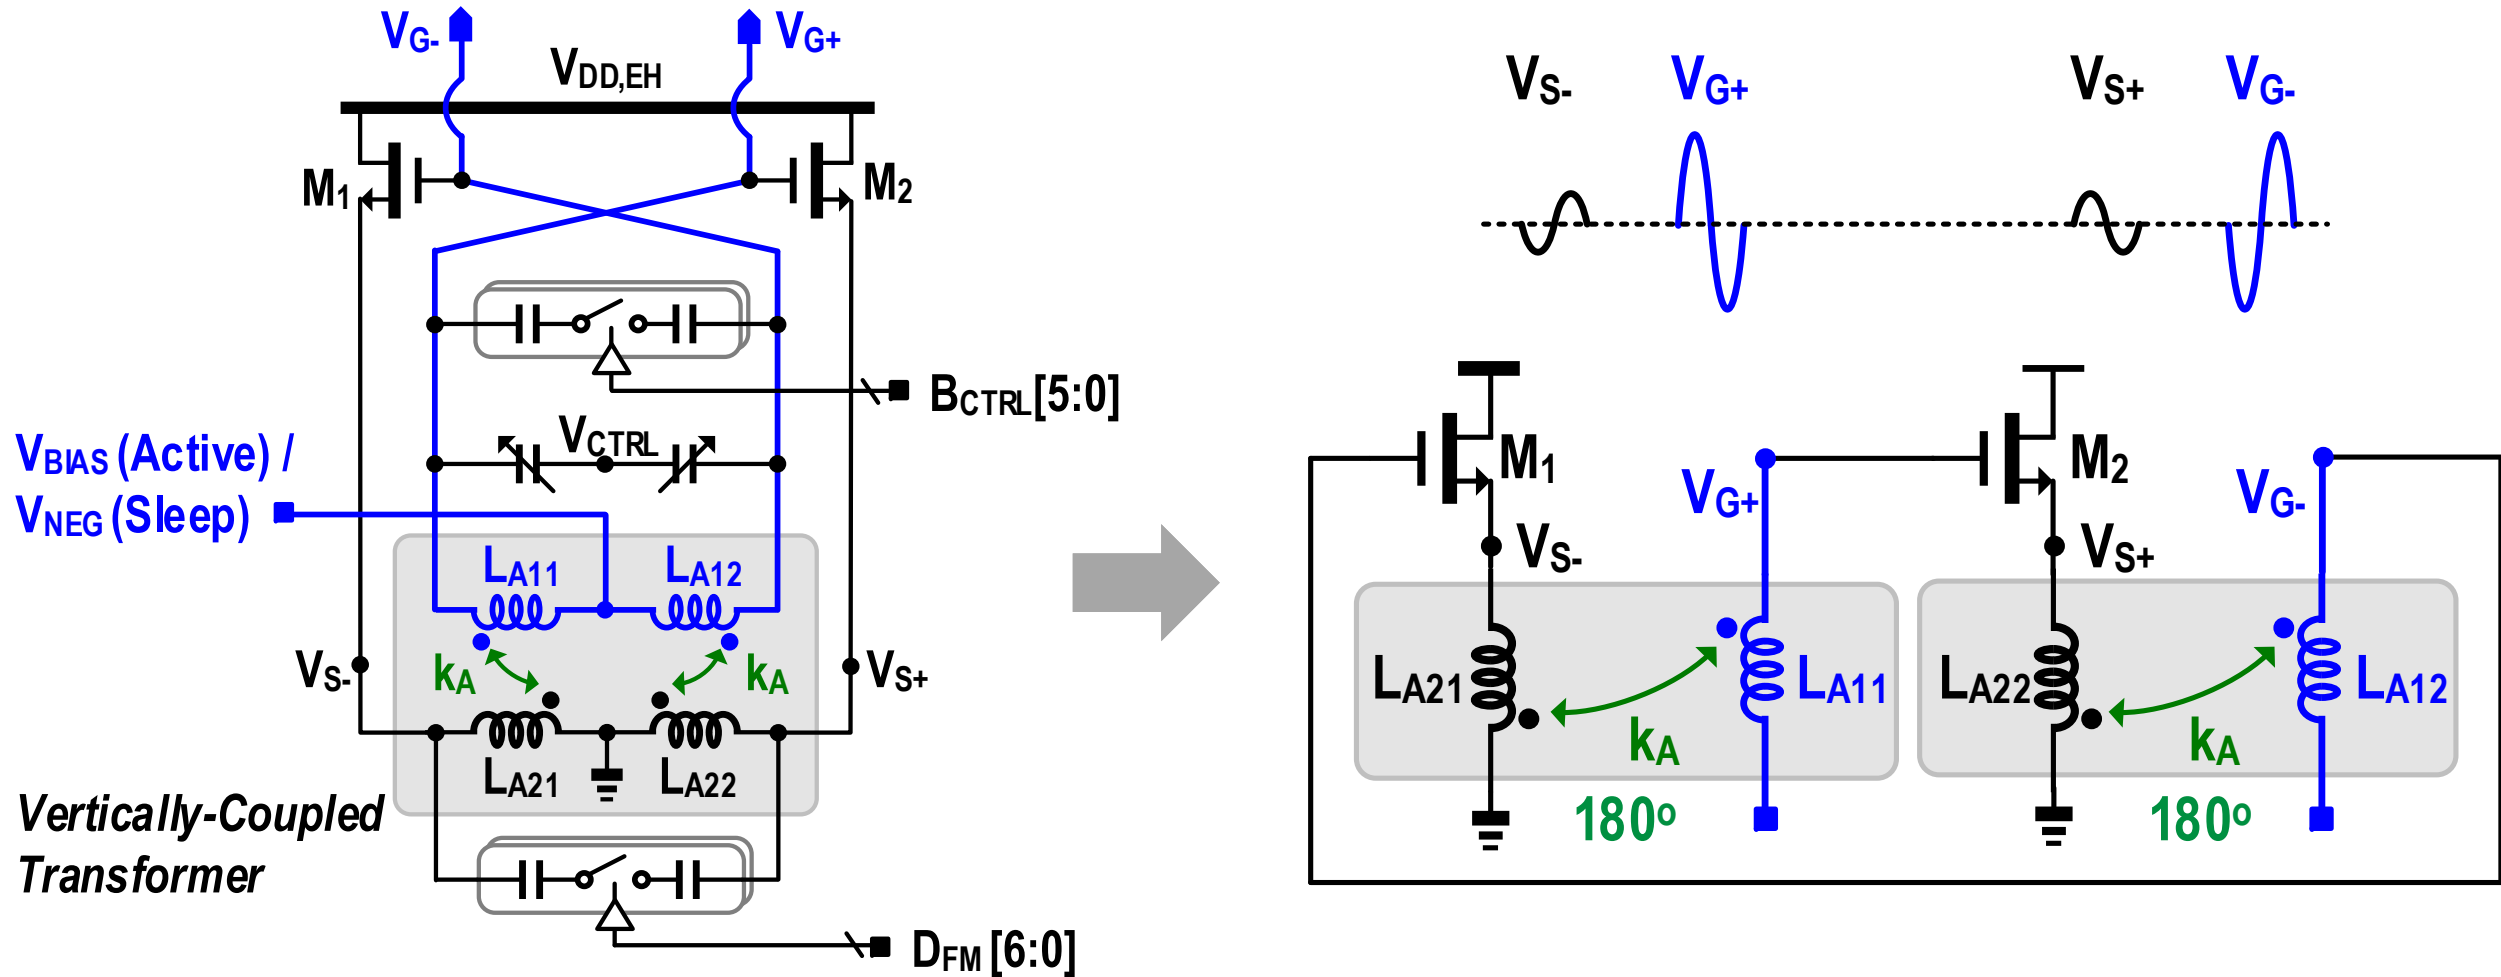 VG-
VG+
VDD,EH
M1
M2
BCTRL[5:0]
VCTRL
VBIAS (Active) /
VNEG (Sleep)
LA11
LA12
VS-
kA
kA
VS+
LA21
LA22
Vertically-Coupled
Transformer
DFM [6:0]
VS-
VG+
VS+
VG-
M1
VG+
M2
VG-
VS-
VS+
LA21
LA11
LA22
LA12
kA
kA
180o
180o